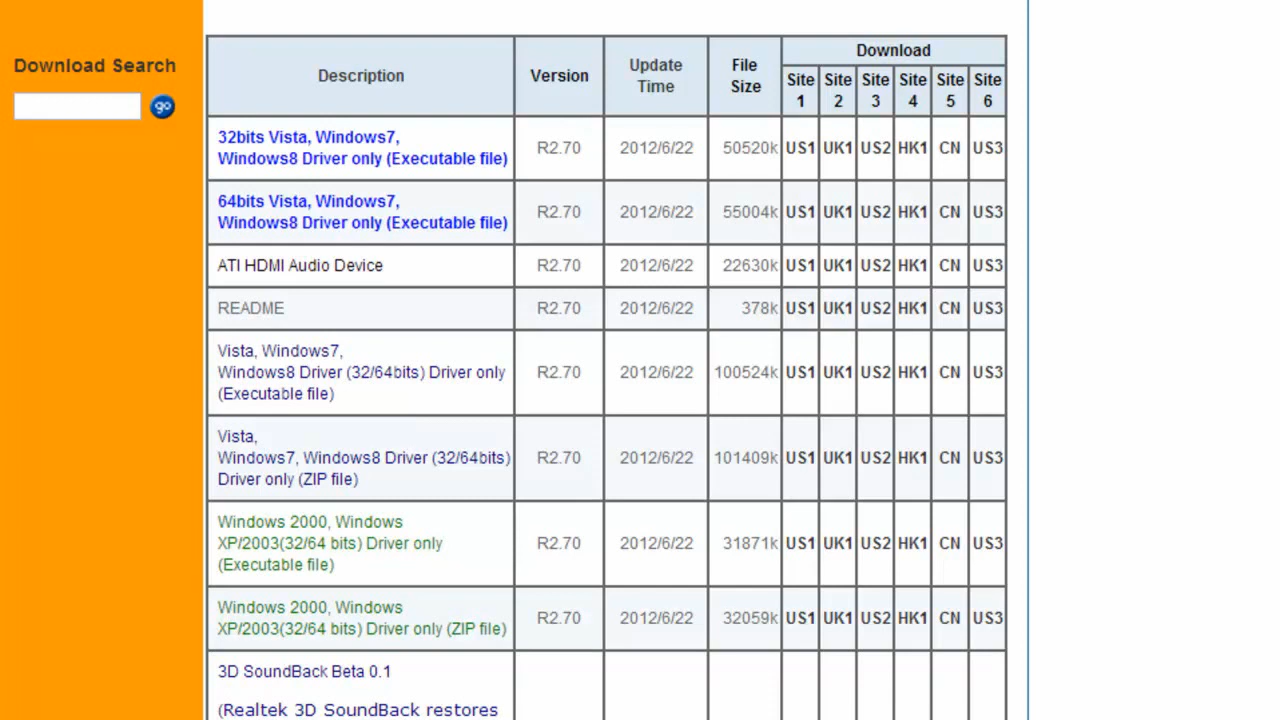 Download Search
go
Description
Version
Update
Time
File
Size
Download
Site
1
Site
2
Site
3
Site
4
Site
5
Site
6
32bits Vista, Windows7,
Windows8 Driver only (Executable file)
R2.70
2012/6/22
50520k
US1
UK1
US2
HK1
CN
US3
64bits Vista, Windows7,
Windows8 Driver only (Executable file)
R2.70
2012/6/22
55004k
US1
UK1
US2
HK1
CN
US3
ATI HDMI Audio Device
R2.70
2012/6/22
22630k
US1
UK1
US2
HK1
CN
US3
README
R2.70
2012/6/22
378k
US1
UK1
US2
HK1
CN
US3
Vista, Windows7,
Windows8 Driver (32/64bits) Driver only
(Executable file)
R2.70
2012/6/22
100524k
US1
UK1
US2
HK1
CN
US3
Vista,
Windows7, Windows8 Driver (32/64bits)
Driver only (ZIP file)
R2.70
2012/6/22
101409k
US1
UK1
US2
HK1
CN
US3
Windows 2000, Windows
XP/2003(32/64 bits) Driver only
(Executable file)
R2.70
2012/6/22
31871k
US1
UK1
US2
HK1
CN
US3
Windows 2000, Windows
XP/2003(32/64 bits) Driver only (ZIP file)
R2.70
2012/6/22
32059k
US1
UK1
US2
HK1
CN
US3
3D SoundBack Beta 0.1
(Realtek 3D SoundBack restores